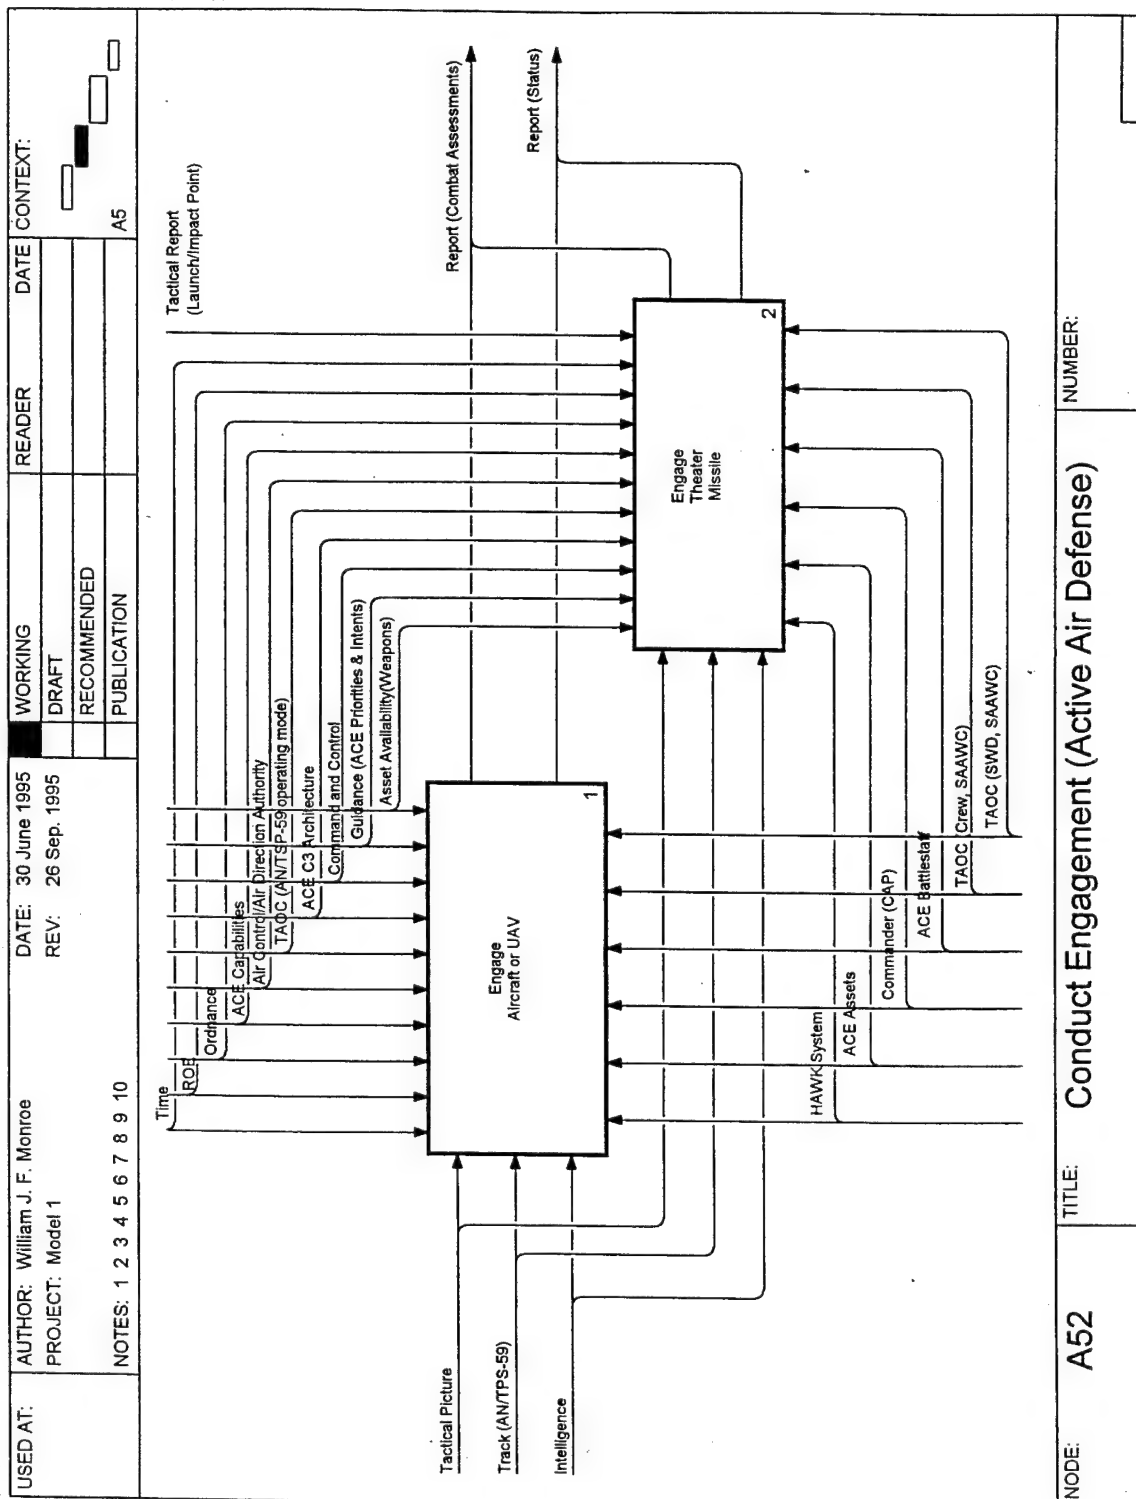 USED AT:
AUTHOR: William J. F. Monroe
PROJECT: Model 1
NOTES: 1 2 3 4 5 6 7 8 9 10
DATE: 30 June 1995
REV: 26 Sep. 1995
WORKING
DRAFT
RECOMMENDED
PUBLICATION
READER
DATE
CONTEXT:
A5
Time
ROE
Ordnance
ACE Capabilities
Air Control/Air Direction Authority
TAOC (AN/TSP-59 operating mode)
ACE C3 Architecture
Command and Control
Guidance (ACE Priorities & Intents)
Asset Availability(Weapons)
Tactical Report
(Launch/Impact Point)
Tactical Picture
Track (AN/TPS-59)
Intelligence
Engage
Aircraft or UAV
1
Engage
Theater
Missile
2
Report (Combat Assessments)
Report (Status)
HAWK System
ACE Assets
Commander (CAP)
ACE Battlestaff
TAOC (Crew, SAAWC)
TAOC (SWD, SAAWC)
NODE:
A52
TITLE:
Conduct Engagement (Active Air Defense)
NUMBER: